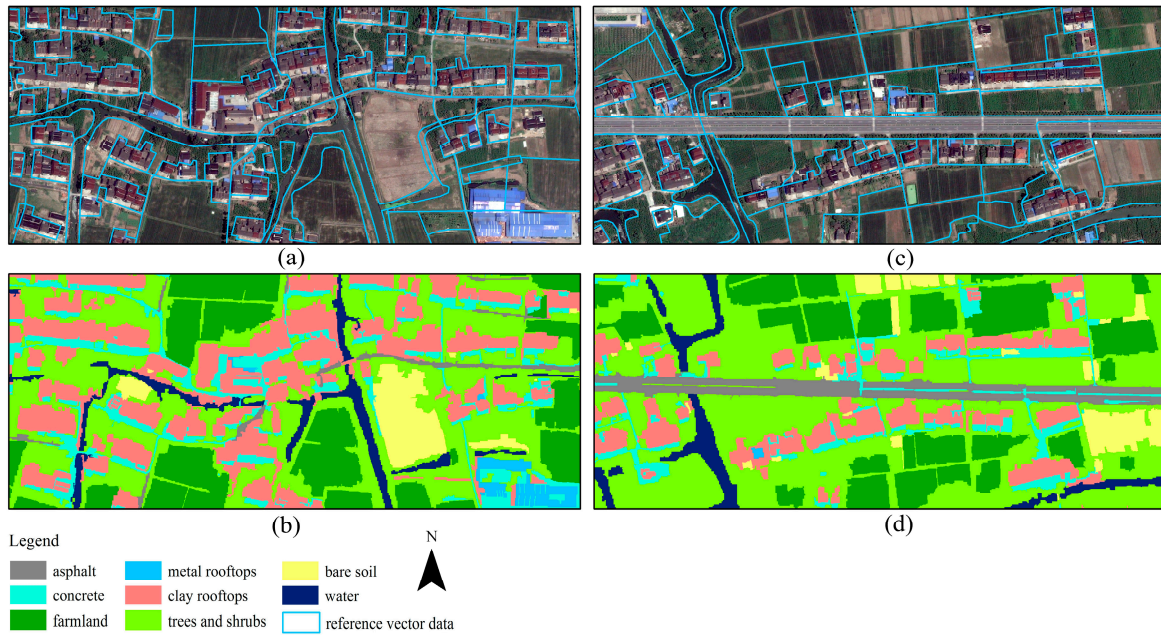 (a)
(c)
(b)
(d)
Legend
asphalt
metal rooftops
bare soil
concrete
clay rooftops
water
farmland
trees and shrubs
reference vector data
N